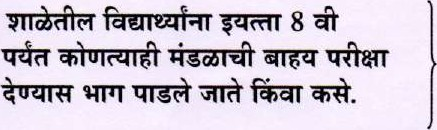 शाळेतील विद्यार्थ्यांना इयत्ता 8 वी
पर्यंत कोणत्याही मंडळाची बाहय परीक्षा
देण्यास भाग पाडले जाते किंवा कसे.